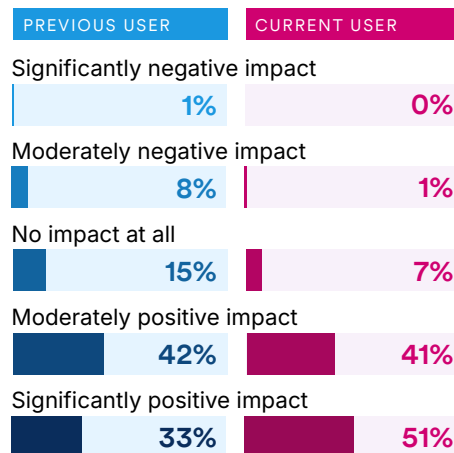 PREVIOUS USER CURRENT USER
Significantly negative impact
1% 0%
Moderately negative impact
8% 1%
No impact at all
15% 7%
Moderately positive impact
42% 41%
Significantly positive impact
33% 51%